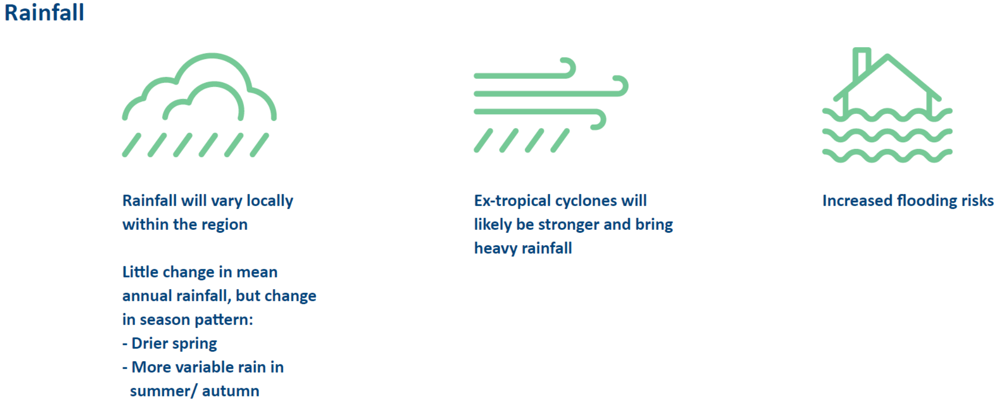 Rainfall
Rainfall will vary locally
within the region
Little change in mean
annual rainfall, but change
in season pattern:
- Drier spring
- More variable rain in
summer/ autumn
Ex-tropical cyclones will
likely be stronger and bring
heavy rainfall
Increased flooding risks